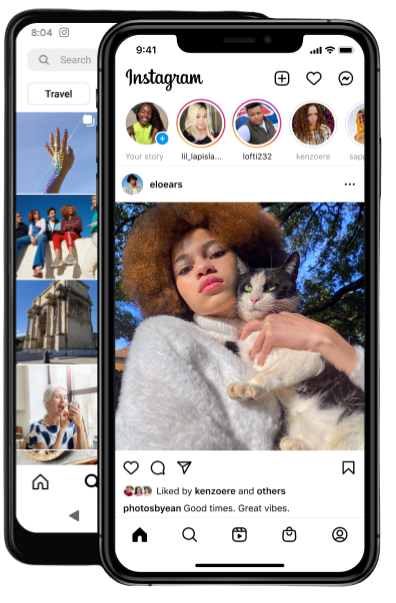 8:04
Search
Travel
9:41
Instagram
Your story
lil_lapisla...
lofti232
kenzoere
sap
eloears
Liked by kenzoere and others
photosbyean Good times. Great vibes.